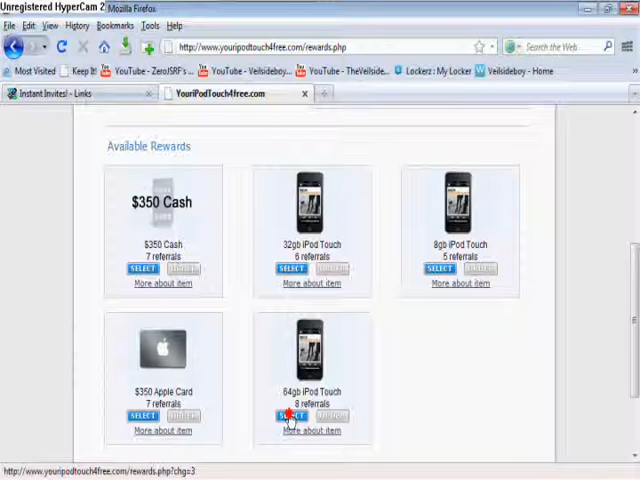 Unregistered HyperCam 2
Mozilla Firefox
File Edit View History Bookmarks Tools Help
http://www.youripodtouch4free.com/rewards.php
Search the Web
Most Visited Keep It! YouTube - ZeroJSRF's ... YouTube - Veilsideboy'... YouTube - TheVeilside... Lockerz: My Locker Veilsideboy - Home
Instant Invites! - Links
YouriPodTouch4free.com
Available Rewards
$350 Cash
$350 Cash
7 referrals
SELECT
More about item
32gb iPod Touch
6 referrals
SELECT
More about item
8gb iPod Touch
5 referrals
SELECT
More about item
$350 Apple Card
7 referrals
SELECT
More about item
64gb iPod Touch
8 referrals
SELECT
More about item
http://www.youripodtouch4free.com/rewards.php?chg=3